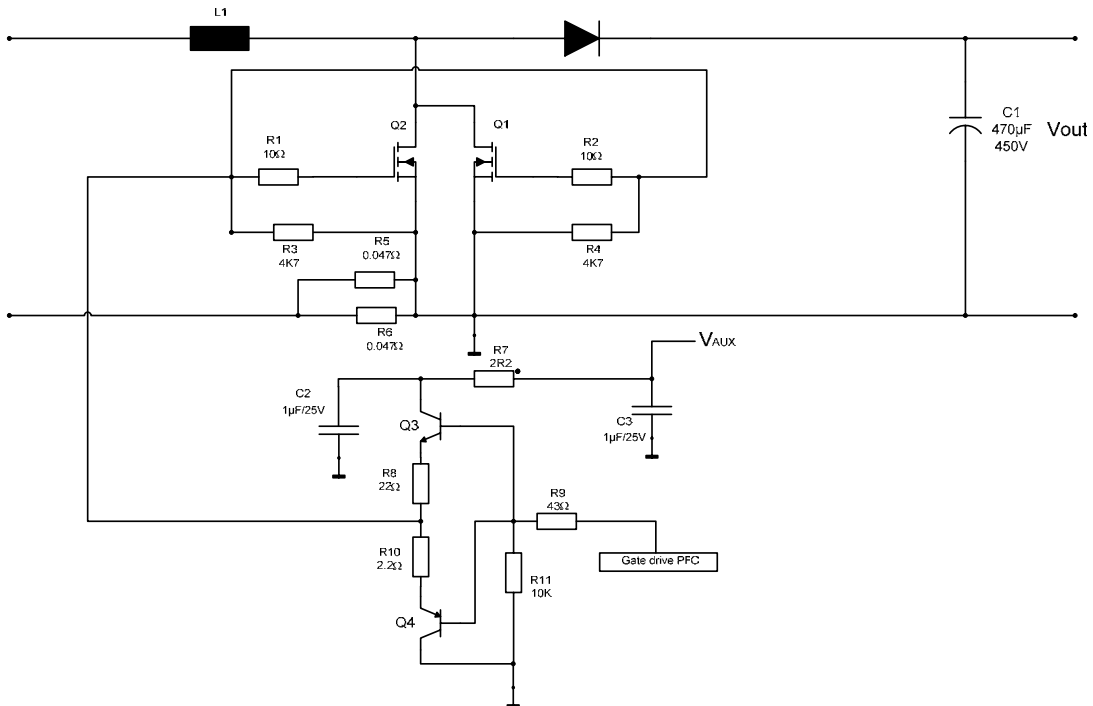 L1
Q2
Q1
R1
10Ω
R2
10Ω
C1
470µF
450V
Vout
R3
4K7
R5
0.047Ω
R4
4K7
R6
0.047Ω
R7
2R2
VAUX
C2
1µF/25V
Q3
C3
1µF/25V
R8
22Ω
R9
43Ω
R10
2.2Ω
R11
10K
Gate drive PFC
Q4